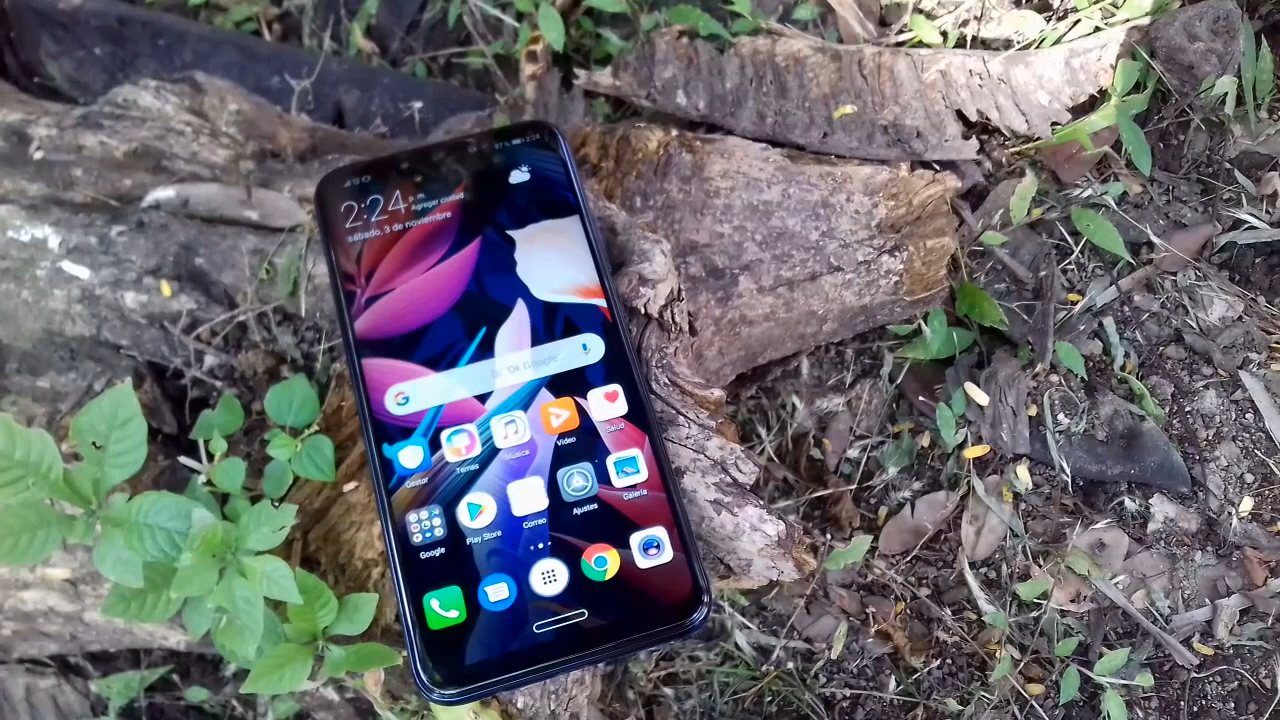 2:24 p. m.
Agregar ciudad
sábado, 3 de noviembre
"Ok Google"
Gestor
Temas
Música
Video
Salud
Google
Play Store
Correo
Ajustes
Galería